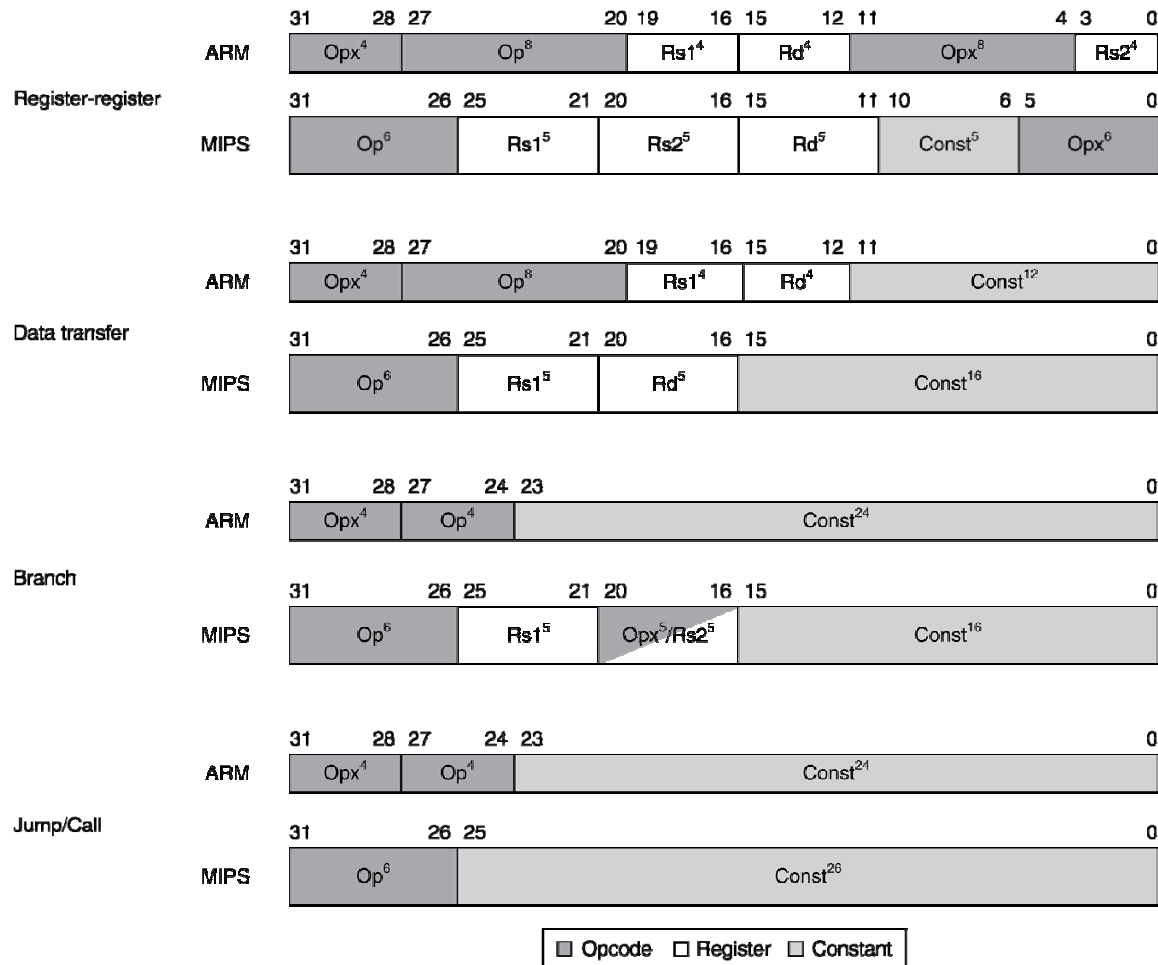 31 28 27 20 19 16 15 12 11 4 3 0
ARM Opx⁴ Op⁸ Rs1⁴ Rd⁴ Opx⁸ Rs2⁴
Register-register
31 26 25 21 20 16 15 11 10 6 5 0
MIPS Op⁶ Rs1⁵ Rs2⁵ Rd⁵ Const⁵ Opx⁶
31 28 27 20 19 16 15 12 11 0
ARM Opx⁴ Op⁸ Rs1⁴ Rd⁴ Const¹²
Data transfer
31 26 25 21 20 16 15 0
MIPS Op⁶ Rs1⁵ Rd⁵ Const¹⁶
31 28 27 24 23 0
ARM Opx⁴ Op⁴ Const²⁴
Branch
31 26 25 21 20 16 15 0
MIPS Op⁶ Rs1⁵ Opx⁵/Rs2⁵ Const¹⁶
31 28 27 24 23 0
ARM Opx⁴ Op⁴ Const²⁴
Jump/Call
31 26 25 0
MIPS Op⁶ Const²⁶
Opcode Register Constant